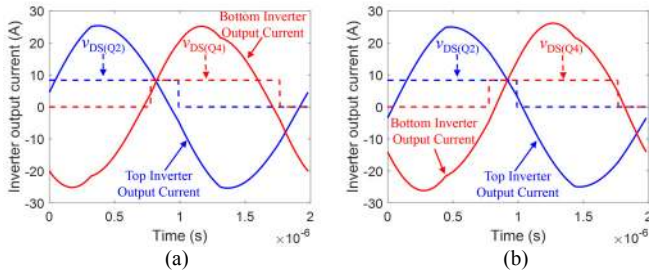 30
20
10
0
-10
-20
-30
Inverter output current (A)
vDS(Q2)
Bottom Inverter
Output Current
vDS(Q4)
Top Inverter
Output Current
0
0.5
1
1.5
2
Time (s)
×10⁻⁶
(a)
30
20
10
0
-10
-20
-30
Inverter output current (A)
vDS(Q2)
vDS(Q4)
Bottom Inverter
Output Current
Top Inverter
Output Current
0
0.5
1
1.5
2
Time (s)
×10⁻⁶
(b)